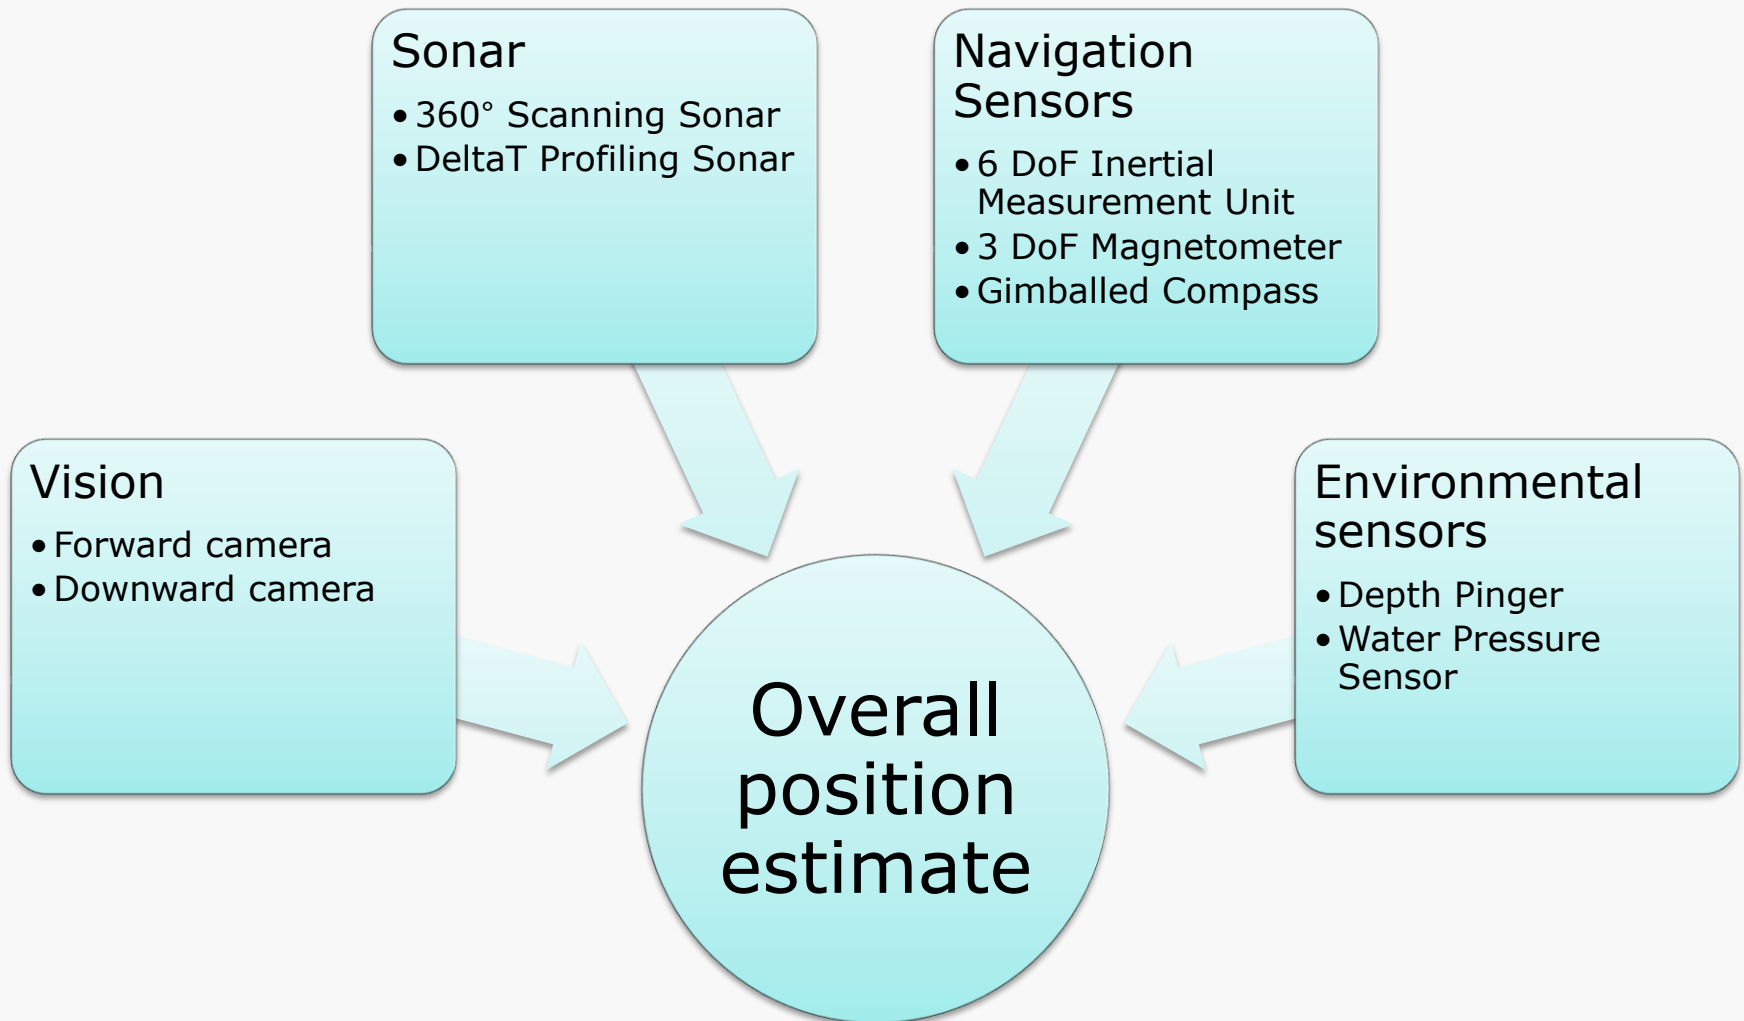 Sonar
•360° Scanning Sonar
•DeltaT Profiling Sonar
Navigation
Sensors
•6 DoF Inertial
Measurement Unit
•3 DoF Magnetometer
•Gimballed Compass
Vision
•Forward camera
•Downward camera
Environmental
sensors
•Depth Pinger
•Water Pressure
Sensor
Overall
position
estimate